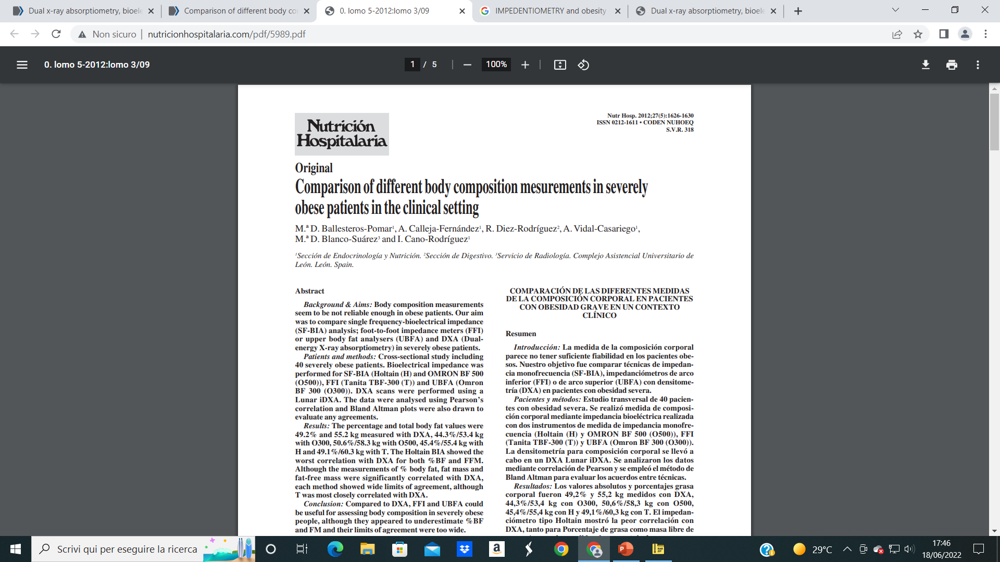 Dual x-ray absorptiometry, bioele
Comparison of different body co
0. lomo 5-2012:lomo 3/09
IMPEDENTIOMETRY and obesity
Dual x-ray absorptiometry, bioele
Non sicuro
nutricionhospitalaria.com/pdf/5989.pdf
0. lomo 5-2012:lomo 3/09
1 / 5
100%
Nutrición
Hospitalaria
Nutr Hosp. 2012;27(5):1626-1630
ISSN 0212-1611 • CODEN NUHOEQ
S.V.R. 318
Original
Comparison of different body composition mesurements in severely
obese patients in the clinical setting
M.ª D. Ballesteros-Pomar¹, A. Calleja-Fernández¹, R. Diez-Rodríguez², A. Vidal-Casariego¹,
M.ª D. Blanco-Suárez³ and I. Cano-Rodríguez¹
¹Sección de Endocrinología y Nutrición. ²Sección de Digestivo. ³Servicio de Radiología. Complejo Asistencial Universitario de
León. León. Spain.
Abstract
Background & Aims: Body composition measurements
seem to be not reliable enough in obese patients. Our aim
was to compare single frequency-bioelectrical impedance
(SF-BIA) analysis; foot-to-foot impedance meters (FFI)
or upper body fat analysers (UBFA) and DXA (Dual-
energy X-ray absorptiometry) in severely obese patients.
Patients and methods: Cross-sectional study including
40 severely obese patients. Bioelectrical impedance was
performed for SF-BIA (Holtain (H) and OMRON BF 500
(O500)), FFI (Tanita TBF-300 (T)) and UBFA (Omron
BF 300 (O300)). DXA scans were performed using a
Lunar iDXA. The data were analysed using Pearson's
correlation and Bland Altman plots were also drawn to
evaluate any agreements.
Results: The percentage and total body fat values were
49.2% and 55.2 kg measured with DXA, 44.3%/53.4 kg
with O300, 50.6%/58.3 kg with O500, 45.4%/55.4 kg with
H and 49.1%/60.3 kg with T. The Holtain BIA showed the
worst correlation with DXA for both %BF and FFM.
Although the measurements of % body fat, fat mass and
fat-free mass were significantly correlated with DXA,
each method showed wide limits of agreement, although
T was most closely correlated with DXA.
Conclusion: Compared to DXA, FFI and UBFA could
be useful for assessing body composition in severely obese
people, although they appeared to underestimate %BF
and FM and their limits of agreement were too wide.
COMPARACIÓN DE LAS DIFERENTES MEDIDAS
DE LA COMPOSICIÓN CORPORAL EN PACIENTES
CON OBESIDAD GRAVE EN UN CONTEXTO
CLÍNICO
Resumen
Introducción: La medida de la composición corporal
parece no tener suficiente fiabilidad en los pacientes obe-
sos. Nuestro objetivo fue comparar técnicas de impedan-
cia monofrecuencia (SF-BIA), impedanciómetros de arco
inferior (FFI) o de arco superior (UBFA) con densitome-
tría (DXA) en pacientes con obesidad severa.
Pacientes y métodos: Estudio transversal de 40 pacien-
tes con obesidad severa. Se realizó medida de composi-
ción corporal mediante impedancia bioeléctrica realizada
con dos instrumentos de medida de impedancia monofre-
cuencia (Holtain (H) y OMRON BF 500 (O500)), FFI
(Tanita TBF-300 (T)) y UBFA (Omron BF 300 (O300)).
La densitometría para composición corporal se llevó a
cabo en un DXA Lunar iDXA. Se analizaron los datos
mediante correlación de Pearson y se empleó el método de
Bland Altman para evaluar los acuerdos entre técnicas.
Resultados: Los valores absolutos y porcentajes grasa
corporal fueron 49,2% y 55,2 kg medidos con DXA,
44,3%/53,4 kg con O300, 50,6%/58,3 kg con O500,
45,4%/55,4 kg con H y 49,1%/60,3 kg con T. El impedan-
ciómetro tipo Holtain mostró la peor correlación con
DXA, tanto para Porcentaje de grasa como masa libre de
Scrivi qui per eseguire la ricerca
29°C
17:46
18/06/2022